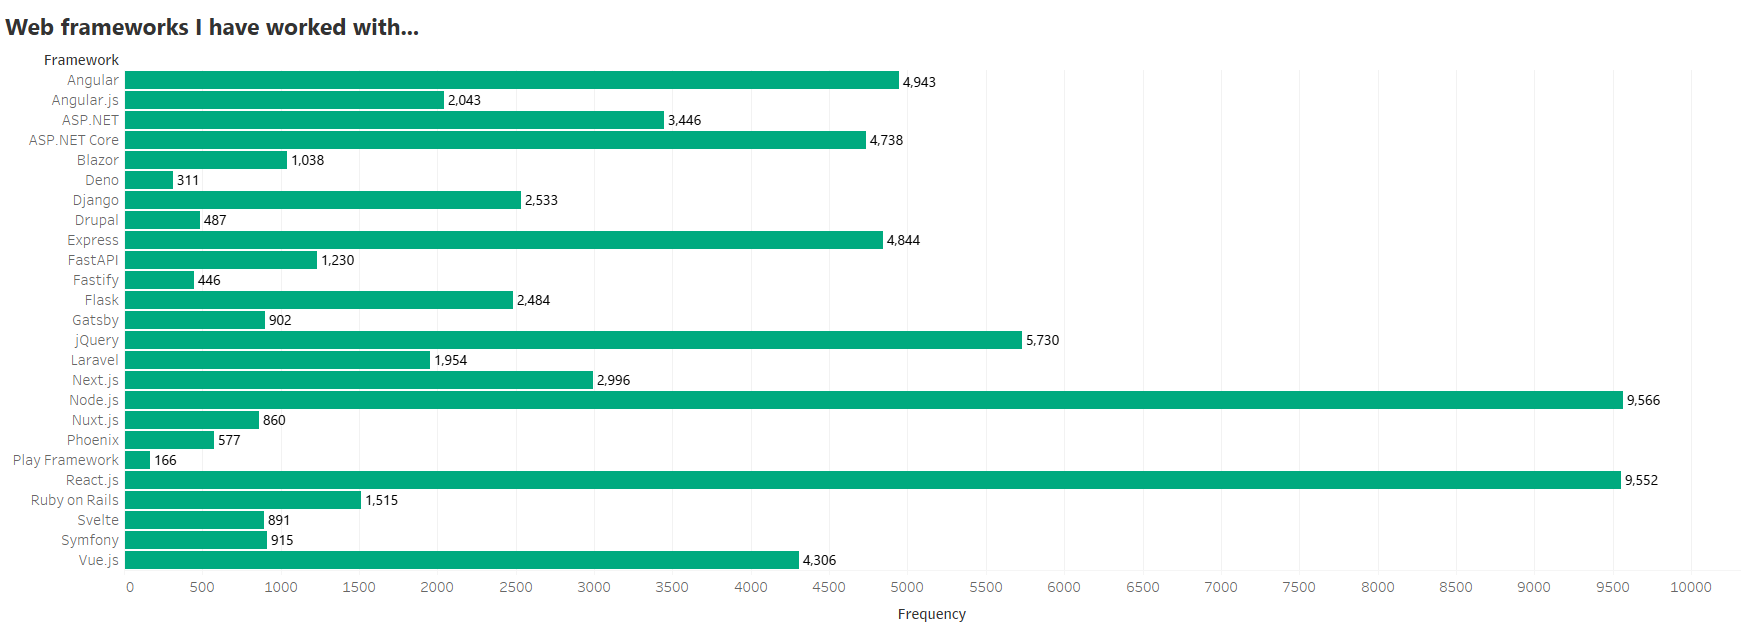 Web frameworks I have worked with...
Framework
Angular 4,943
Angular.js 2,043
ASP.NET 3,446
ASP.NET Core 4,738
Blazor 1,038
Deno 311
Django 2,533
Drupal 487
Express 4,844
FastAPI 1,230
Fastify 446
Flask 2,484
Gatsby 902
jQuery 5,730
Laravel 1,954
Next.js 2,996
Node.js 9,566
Nuxt.js 860
Phoenix 577
Play Framework 166
React.js 9,552
Ruby on Rails 1,515
Svelte 891
Symfony 915
Vue.js 4,306
0 500 1000 1500 2000 2500 3000 3500 4000 4500 5000 5500 6000 6500 7000 7500 8000 8500 9000 9500 10000
Frequency